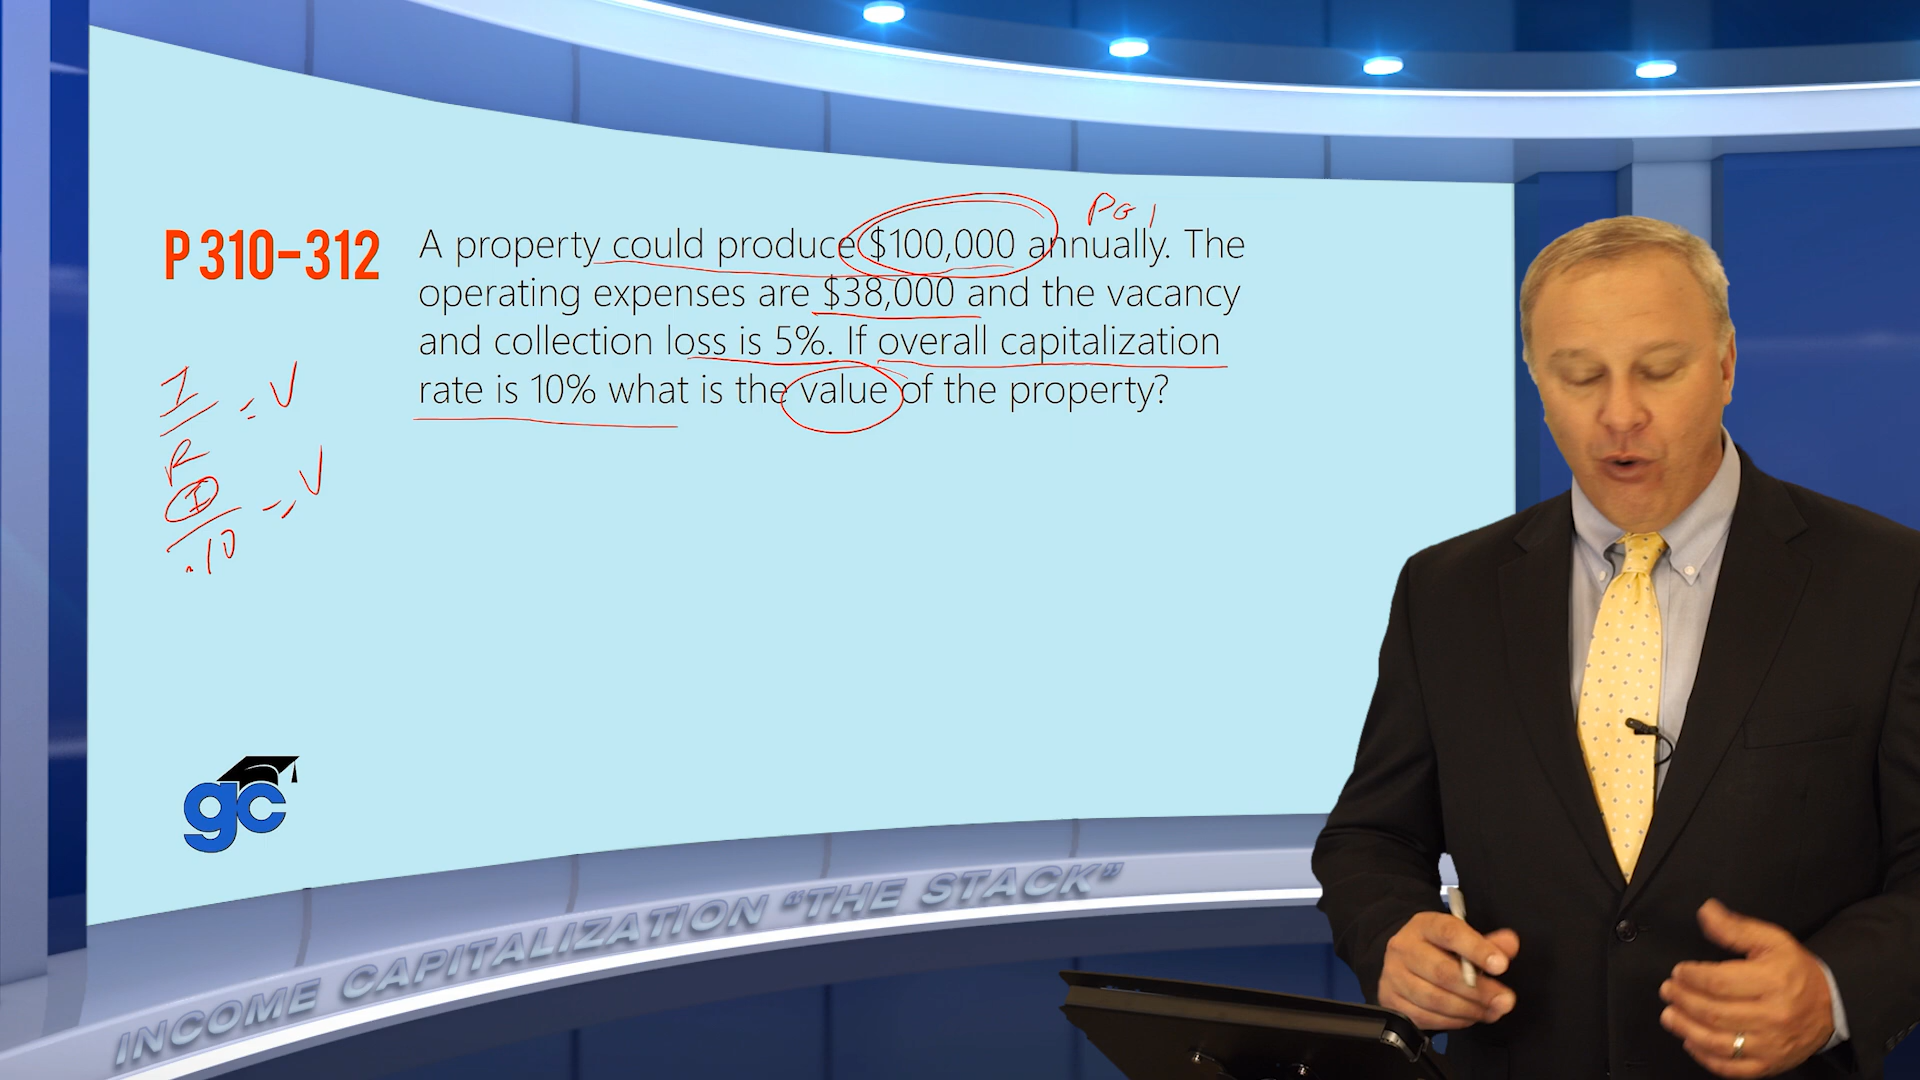 PGI
P 310-312
A property could produce $100,000 annually. The
operating expenses are $38,000 and the vacancy
and collection loss is 5%. If overall capitalization
rate is 10% what is the value of the property?
I
= V
R
I
= V
.10
gc
INCOME CAPITALIZATION “THE STACK”